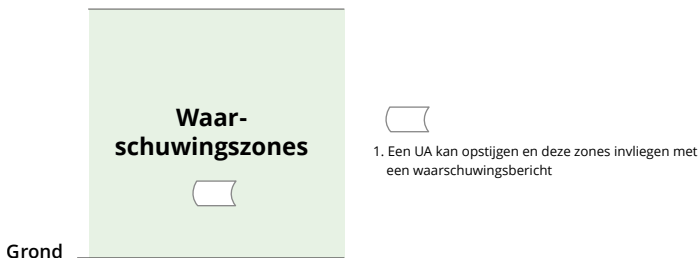 Waar-
schuwingszones
1. Een UA kan opstijgen en deze zones invliegen met
een waarschuwingsbericht
Grond